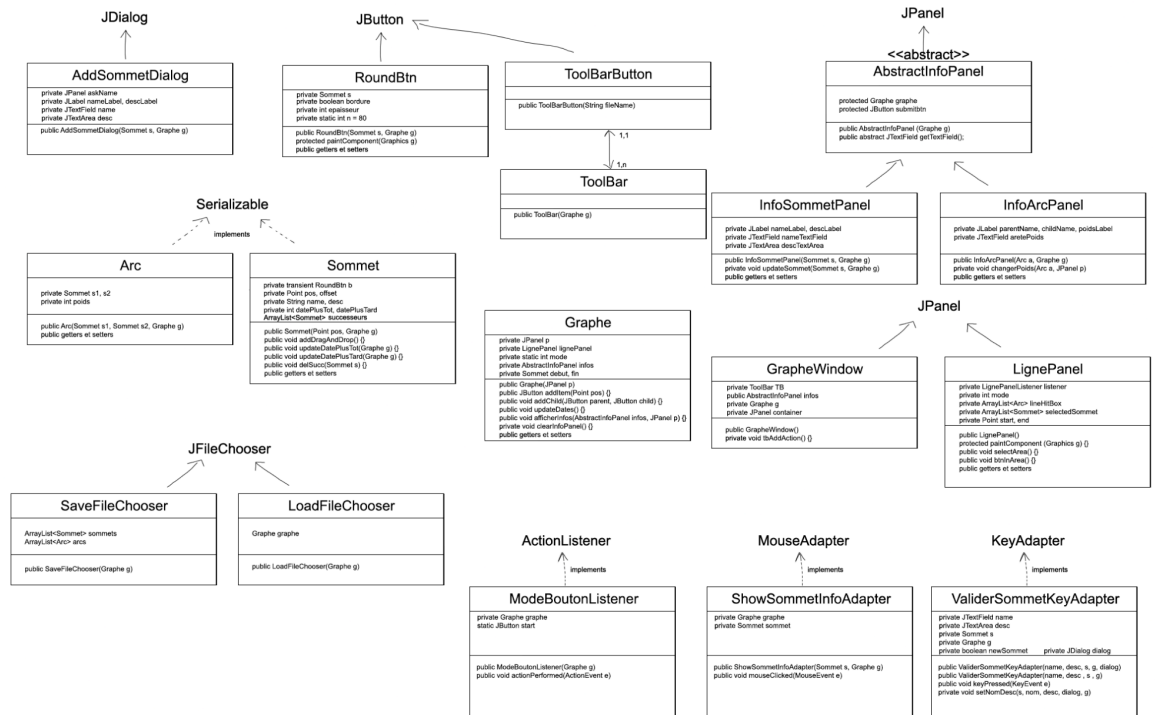 JDialog
AddSommetDialog
private JPanel askName
private JLabel nameLabel, descLabel
private JTextField name
private JTextArea desc
public AddSommetDialog(Sommet s, Graphe g)
JButton
RoundBtn
private Sommet s
private boolean bordure
private int epaisseur
private static int n = 80
public RoundBtn(Sommet s, Graphe g)
protected paintComponent(Graphics g)
public getters et setters
ToolBarButton
public ToolBarButton(String fileName)
1,1
1,n
ToolBar
public ToolBar(Graphe g)
JPanel
<<abstract>>
AbstractInfoPanel
protected Graphe graphe
protected JButton submitbtn
public AbstractInfoPanel (Graphe g)
public abstract JTextField getTextField();
InfoSommetPanel
private JLabel nameLabel, descLabel
private JTextField nameTextField
private JTextArea descTextArea
public InfoSommetPanel(Sommet s, Graphe g)
private void updateSommet(Sommet s, Graphe g)
public getters et setters
InfoArcPanel
private JLabel parentName, childName, poidsLabel
private JTextField aretePoids
public InfoArcPanel(Arc a, Graphe g)
private void changerPoids(Arc a, JPanel p)
public getters et setters
Serializable
implements
Arc
private Sommet s1, s2
private int poids
public Arc(Sommet s1, Sommet s2, Graphe g)
public getters et setters
Sommet
private transient RoundBtn b
private Point pos, offset
private String name, desc
private int datePlusTot, datePlusTard
ArrayList<Sommet> successeurs
public Sommet(Point pos, Graphe g)
public void addDragAndDrop() {}
public void updateDatePlusTot(Graphe g) {}
public void updateDatePlusTard(Graphe g) {}
public void delSucc(Sommet s) {}
public getters et setters
Graphe
private JPanel p
private LignePanel lignePanel
private static int mode
private AbstractInfoPanel infos
private Sommet debut, fin
public Graphe(JPanel p)
public JButton addItem(Point pos) {}
public void addChild(JButton parent, JButton child) {}
public void updateDates() {}
public void afficherInfos(AbstractInfoPanel infos, JPanel p) {}
private void clearInfoPanel() {}
public getters et setters
JPanel
GrapheWindow
private ToolBar TB
public AbstractInfoPanel infos
private Graphe g
private JPanel container
public GrapheWindow()
private void tbAddAction() {}
LignePanel
private LignePanelListener listener
private int mode
private ArrayList<Arc> lineHitBox
private ArrayList<Sommet> selectedSommet
private Point start, end
public LignePanel()
protected paintComponent (Graphics g) {}
public void selectArea() {}
public void btnInArea() {}
public getters et setters
JFileChooser
SaveFileChooser
ArrayList<Sommet> sommets
ArrayList<Arc> arcs
public SaveFileChooser(Graphe g)
LoadFileChooser
Graphe graphe
public LoadFileChooser(Graphe g)
ActionListener
implements
ModeBoutonListener
private Graphe graphe
static JButton start
public ModeBoutonListener(Graphe g)
public void actionPerformed(ActionEvent e)
MouseAdapter
implements
ShowSommetInfoAdapter
private Graphe graphe
private Sommet sommet
public ShowSommetInfoAdapter(Sommet s, Graphe g)
public void mouseClicked(MouseEvent e)
KeyAdapter
implements
ValiderSommetKeyAdapter
private JTextField name
private JTextArea desc
private Sommet s
private Graphe g
private boolean newSommet private JDialog dialog
public ValiderSommetKeyAdapter(name, desc, s, g, dialog)
public ValiderSommetKeyAdapter(name, desc , s , g)
public void keyPressed(KeyEvent e)
private void setNomDesc(s, nom, desc, dialog, g)